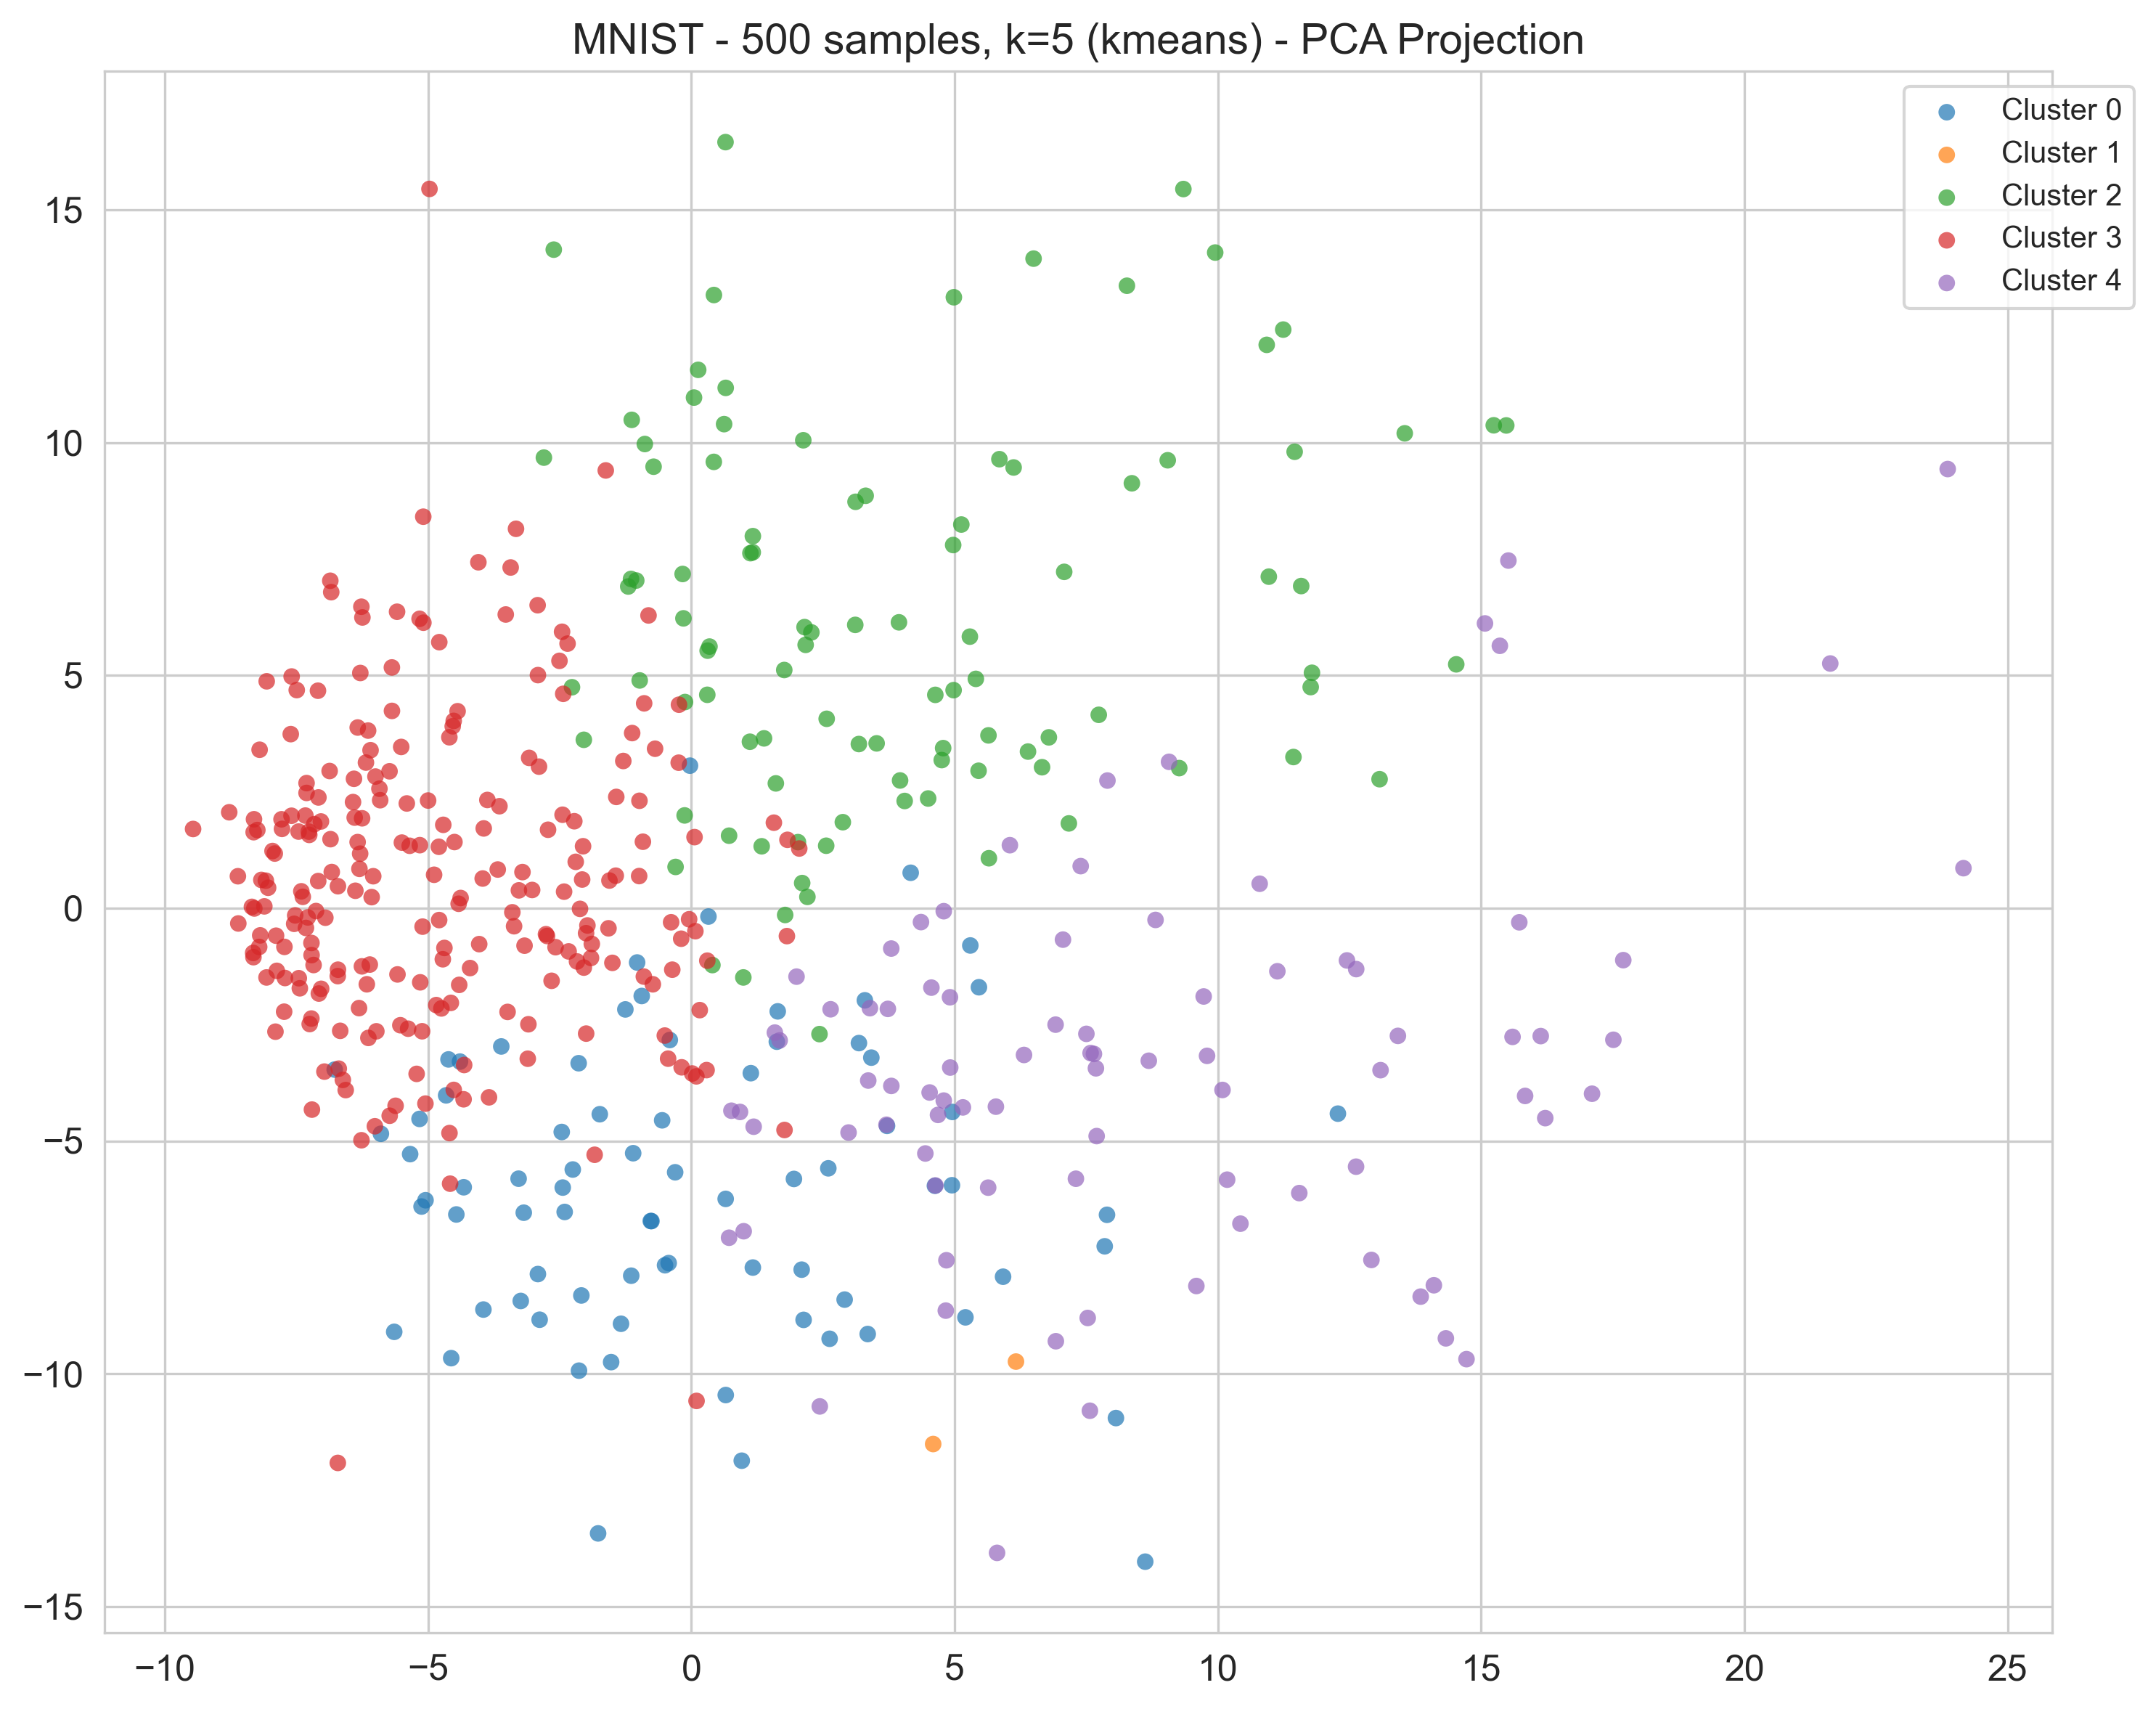 MNIST - 500 samples, k=5 (kmeans) - PCA Projection
Cluster 0
Cluster 1
Cluster 2
Cluster 3
Cluster 4
15
10
5
0
−5
−10
−15
−10 −5 0 5 10 15 20 25